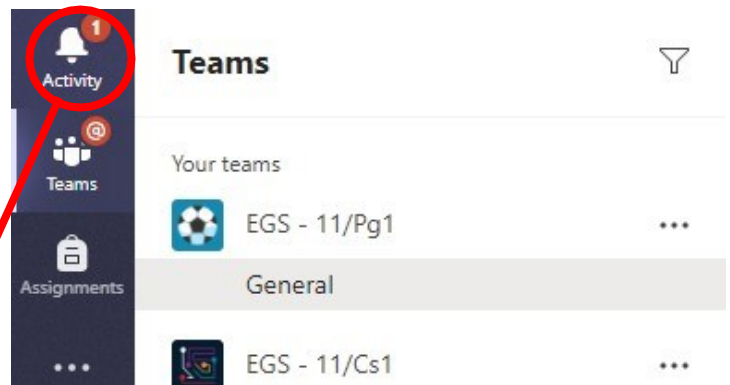 1
Activity
@
Teams
Assignments
Teams
Your teams
EGS - 11/Pg1
General
EGS - 11/Cs1